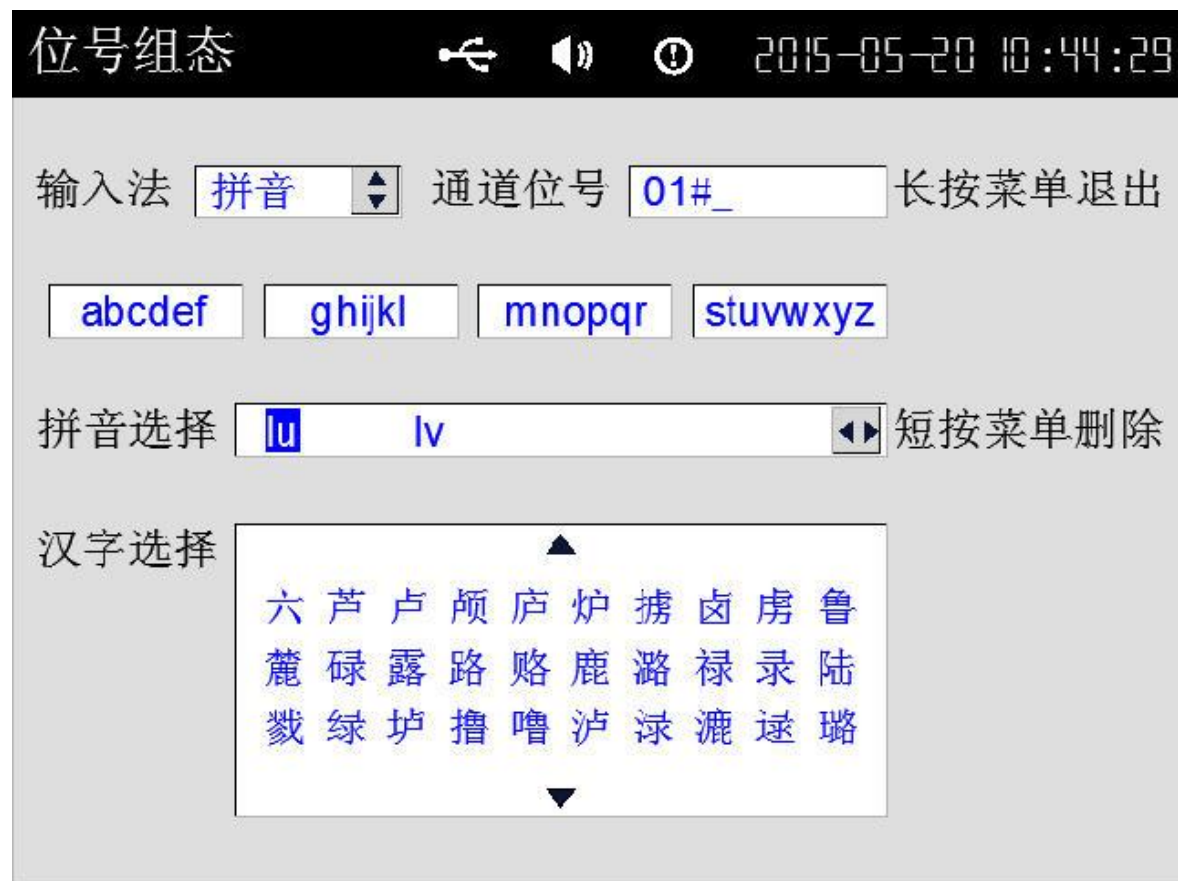 位号组态 2015-05-20 10:44:29
输入法 拼音 通道位号 01#_ 长按菜单退出
abcdef ghijkl mnopqr stuvwxyz
拼音选择 lu lv 短按菜单删除
汉字选择
六 芦 卢 颅 庐 炉 掳 卤 虏 鲁
麓 碌 露 路 赂 鹿 潞 禄 录 陆
戮 绿 垆 撸 噜 泸 渌 漉 逯 璐